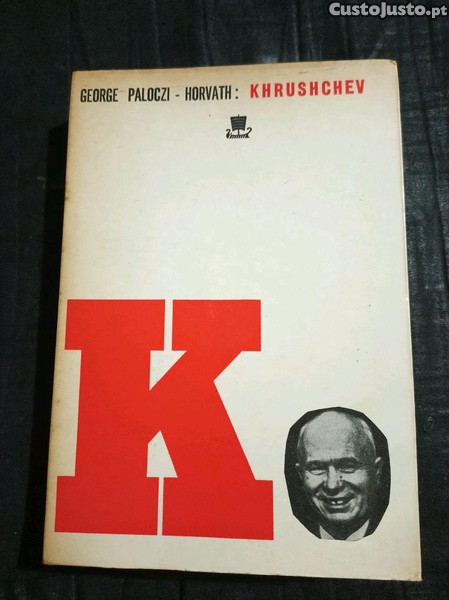 CustoJusto.pt
GEORGE PALOCZI - HORVATH: KHRUSHCHEV
K